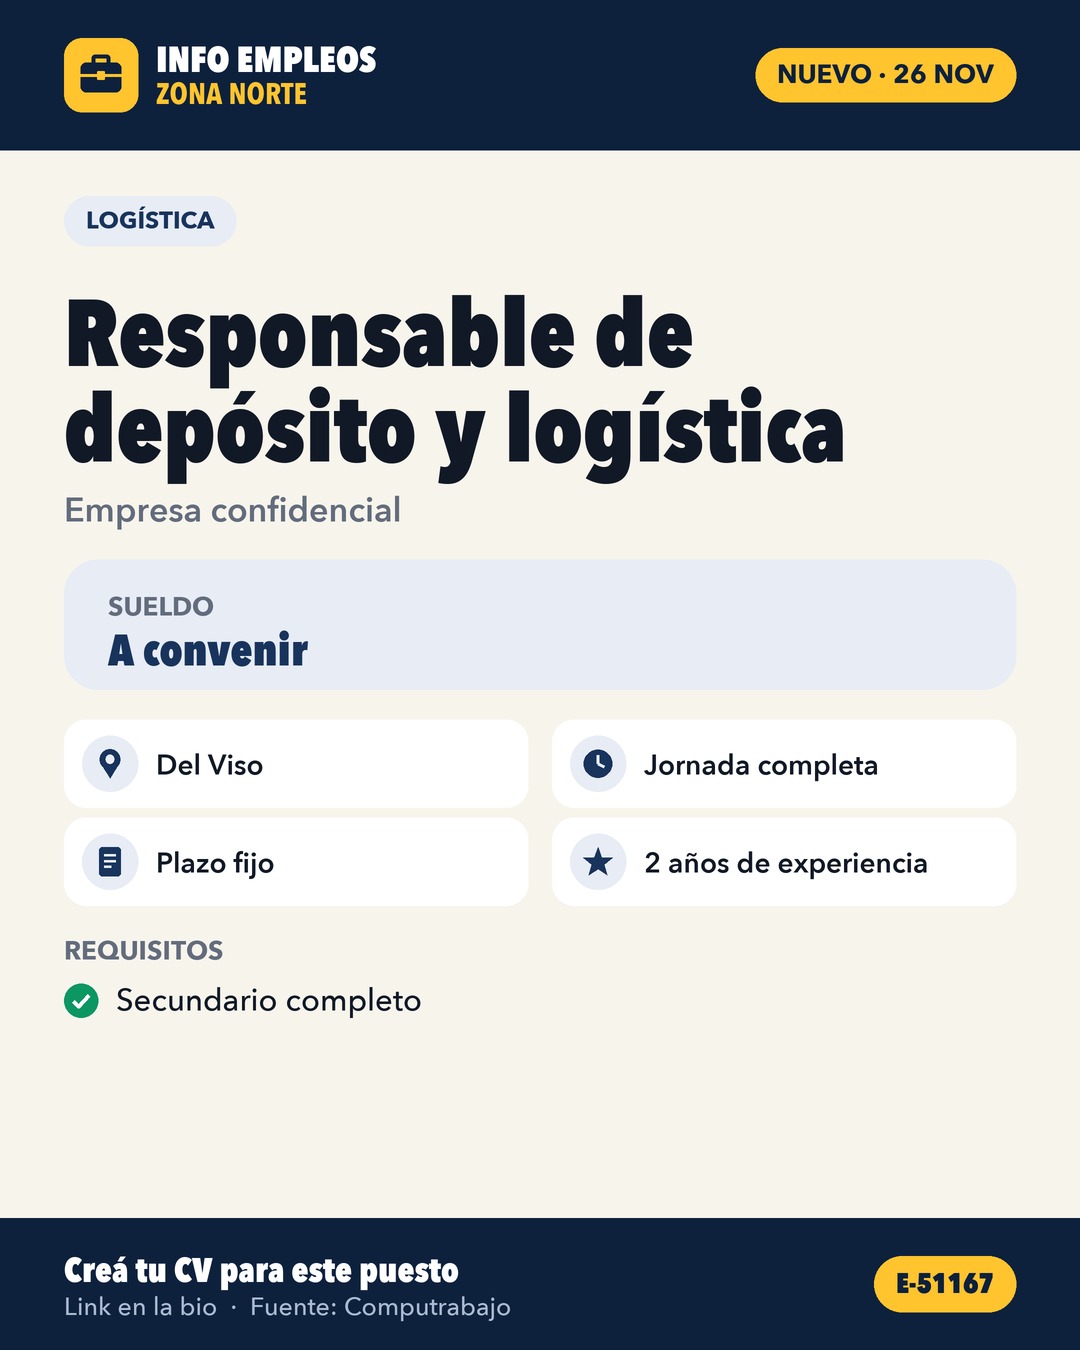 INFO EMPLEOS
ZONA NORTE
NUEVO · 26 NOV
LOGÍSTICA
Responsable de
depósito y logística
Empresa confidencial
SUELDO
A convenir
Del Viso
Jornada completa
Plazo fijo
2 años de experiencia
REQUISITOS
Secundario completo
Creá tu CV para este puesto
Link en la bio · Fuente: Computrabajo
E-51167